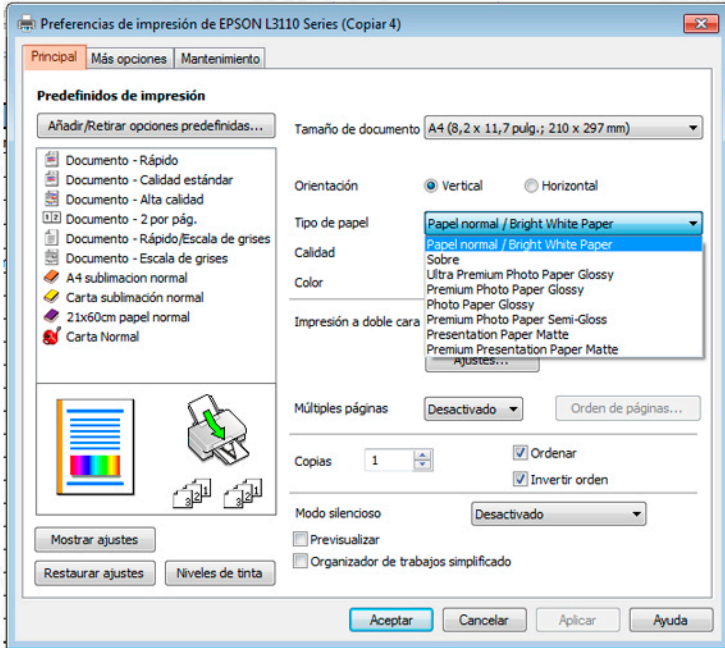 Preferencias de impresión de EPSON L3110 Series (Copiar 4)
Principal
Más opciones
Mantenimiento
Predefinidos de impresión
Añadir/Retirar opciones predefinidas...
Documento - Rápido
Documento - Calidad estándar
Documento - Alta calidad
Documento - 2 por pág.
Documento - Rápido/Escala de grises
Documento - Escala de grises
A4 sublimacion normal
Carta sublimación normal
21x60cm papel normal
Carta Normal
Mostrar ajustes
Restaurar ajustes
Niveles de tinta
Tamaño de documento
A4 (8,2 x 11,7 pulg.; 210 x 297 mm)
Orientación
Vertical
Horizontal
Tipo de papel
Papel normal / Bright White Paper
Papel normal / Bright White Paper
Sobre
Ultra Premium Photo Paper Glossy
Premium Photo Paper Glossy
Photo Paper Glossy
Premium Photo Paper Semi-Gloss
Presentation Paper Matte
Premium Presentation Paper Matte
Calidad
Color
Impresión a doble cara
Ajustes...
Múltiples páginas
Desactivado
Orden de páginas...
Copias
1
Ordenar
Invertir orden
Modo silencioso
Desactivado
Previsualizar
Organizador de trabajos simplificado
Aceptar
Cancelar
Aplicar
Ayuda